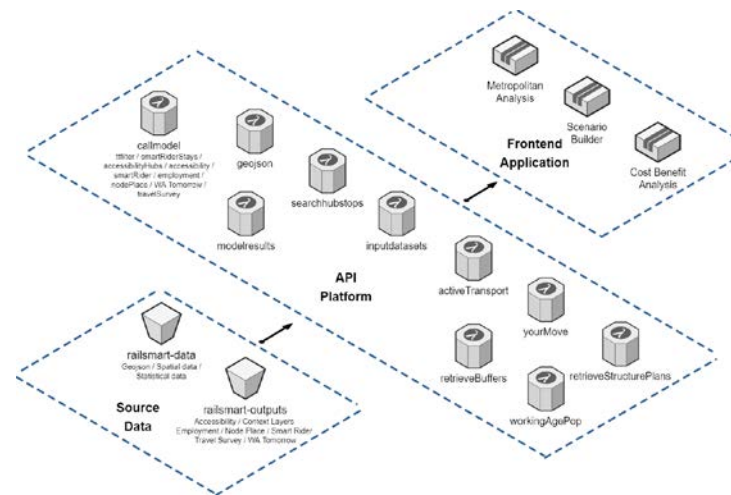 Metropolitan
Analysis
Scenario
Builder
Cost Benefit
Analysis
Frontend
Application
callmodel
ttfilter / smartRiderStays /
accessibilityHubs / accessibility /
smartRider / employment /
nodePlace / WA Tomorrow /
travelSurvey
geojson
searchhubstops
modelresults
inputdatasets
activeTransport
yourMove
retrieveBuffers
retrieveStructurePlans
workingAgePop
API
Platform
railsmart-data
Geojson / Spatial data /
Statistical data
railsmart-outputs
Accessibility / Context Layers
Employment / Node Place / Smart Rider
Travel Survey / WA Tomorrow
Source
Data